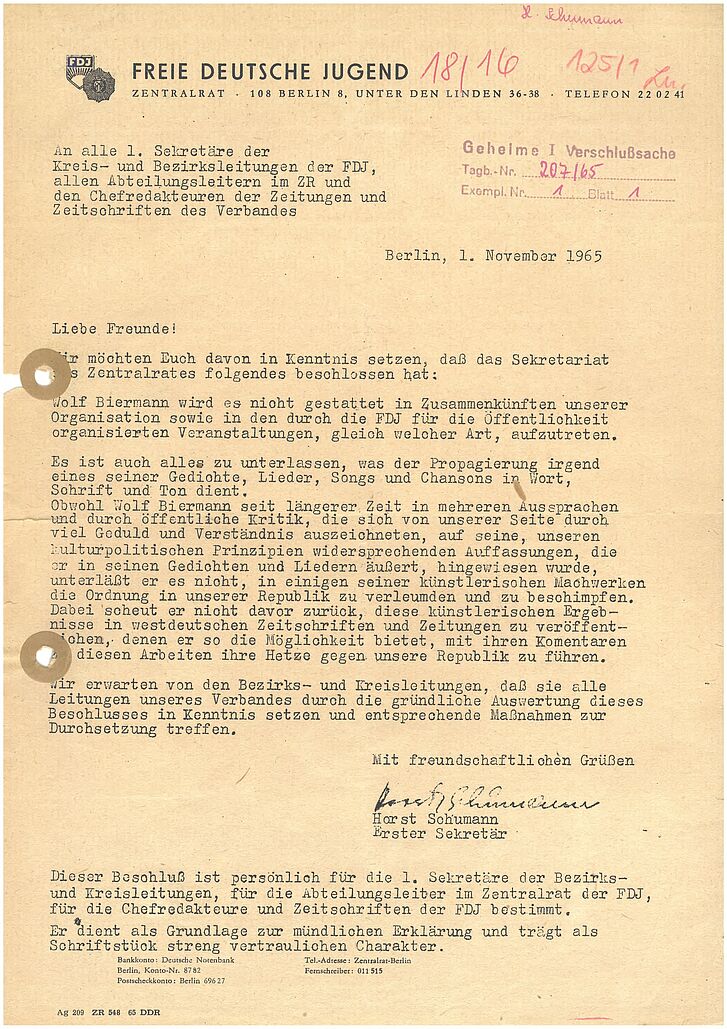 H. Schumann
FDJ
FREIE DEUTSCHE JUGEND
18/16
125/1
ZENTRALRAT · 108 BERLIN 8, UNTER DEN LINDEN 36-38 · TELEFON 22 02 41
An alle 1. Sekretäre der
Kreis- und Bezirksleitungen der FDJ,
allen Abteilungsleitern im ZR und
den Chefredakteuren der Zeitungen und
Zeitschriften des Verbandes
Geheime I Verschlußsache
Tagb.-Nr. 207/65
Exempl. Nr. 1 Blatt 1
Berlin, 1. November 1965
Liebe Freunde!
Wir möchten Euch davon in Kenntnis setzen, daß das Sekretariat
des Zentralrates folgendes beschlossen hat:
Wolf Biermann wird es nicht gestattet in Zusammenkünften unserer
Organisation sowie in den durch die FDJ für die Öffentlichkeit
organisierten Veranstaltungen, gleich welcher Art, aufzutreten.
Es ist auch alles zu unterlassen, was der Propagierung irgend
eines seiner Gedichte, Lieder, Songs und Chansons in Wort,
Schrift und Ton dient.
Obwohl Wolf Biermann seit längerer Zeit in mehreren Aussprachen
und durch öffentliche Kritik, die sich von unserer Seite durch
viel Geduld und Verständnis auszeichneten, auf seine, unseren
kulturpolitischen Prinzipien widersprechenden Auffassungen, die
er in seinen Gedichten und Liedern äußert, hingewiesen wurde,
unterläßt er es nicht, in einigen seiner künstlerischen Machwerken
die Ordnung in unserer Republik zu verleumden und zu beschimpfen.
Dabei scheut er nicht davor zurück, diese künstlerischen Ergeb-
nisse in westdeutschen Zeitschriften und Zeitungen zu veröffent-
lichen, denen er so die Möglichkeit bietet, mit ihren Komentaren
zu diesen Arbeiten ihre Hetze gegen unsere Republik zu führen.
Wir erwarten von den Bezirks- und Kreisleitungen, daß sie alle
Leitungen unseres Verbandes durch die gründliche Auswertung dieses
Beschlusses in Kenntnis setzen und entsprechende Maßnahmen zur
Durchsetzung treffen.
Mit freundschaftlichen Grüßen
Horst Schumann
Horst Schumann
Erster Sekretär
Dieser Beschluß ist persönlich für die 1. Sekretäre der Bezirks-
und Kreisleitungen, für die Abteilungsleiter im Zentralrat der FDJ,
für die Chefredakteure und Zeitschriften der FDJ bestimmt.
Er dient als Grundlage zur mündlichen Erklärung und trägt als
Schriftstück streng vertraulichen Charakter.
Bankkonto: Deutsche Notenbank
Berlin, Konto-Nr. 8782
Postscheckkonto: Berlin 696 27
Tel.-Adresse: Zentralrat-Berlin
Fernschreiber: 011 515
Ag 209 ZR 548 65 DDR